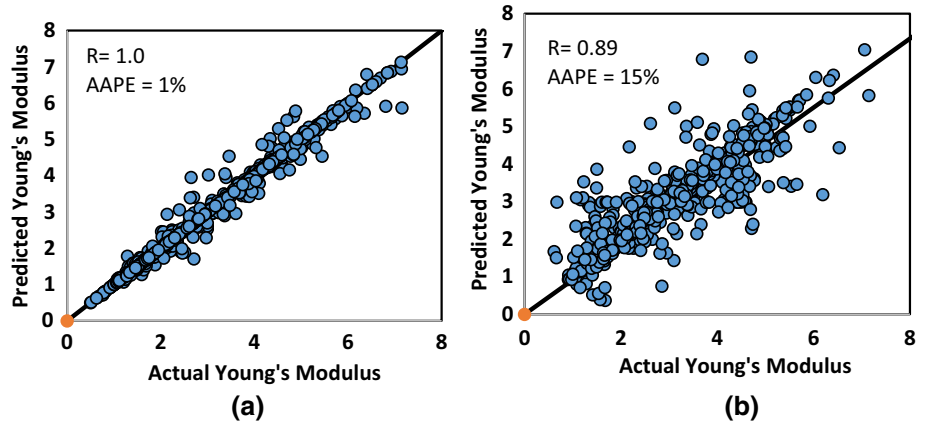 8
7
6
5
4
3
2
1
0
Predicted Young's Modulus
R= 1.0
AAPE = 1%
0 2 4 6 8
Actual Young's Modulus
(a)
8
7
6
5
4
3
2
1
0
Predicted Young's Modulus
R = 0.89
AAPE = 15%
0 2 4 6 8
Actual Young's Modulus
(b)